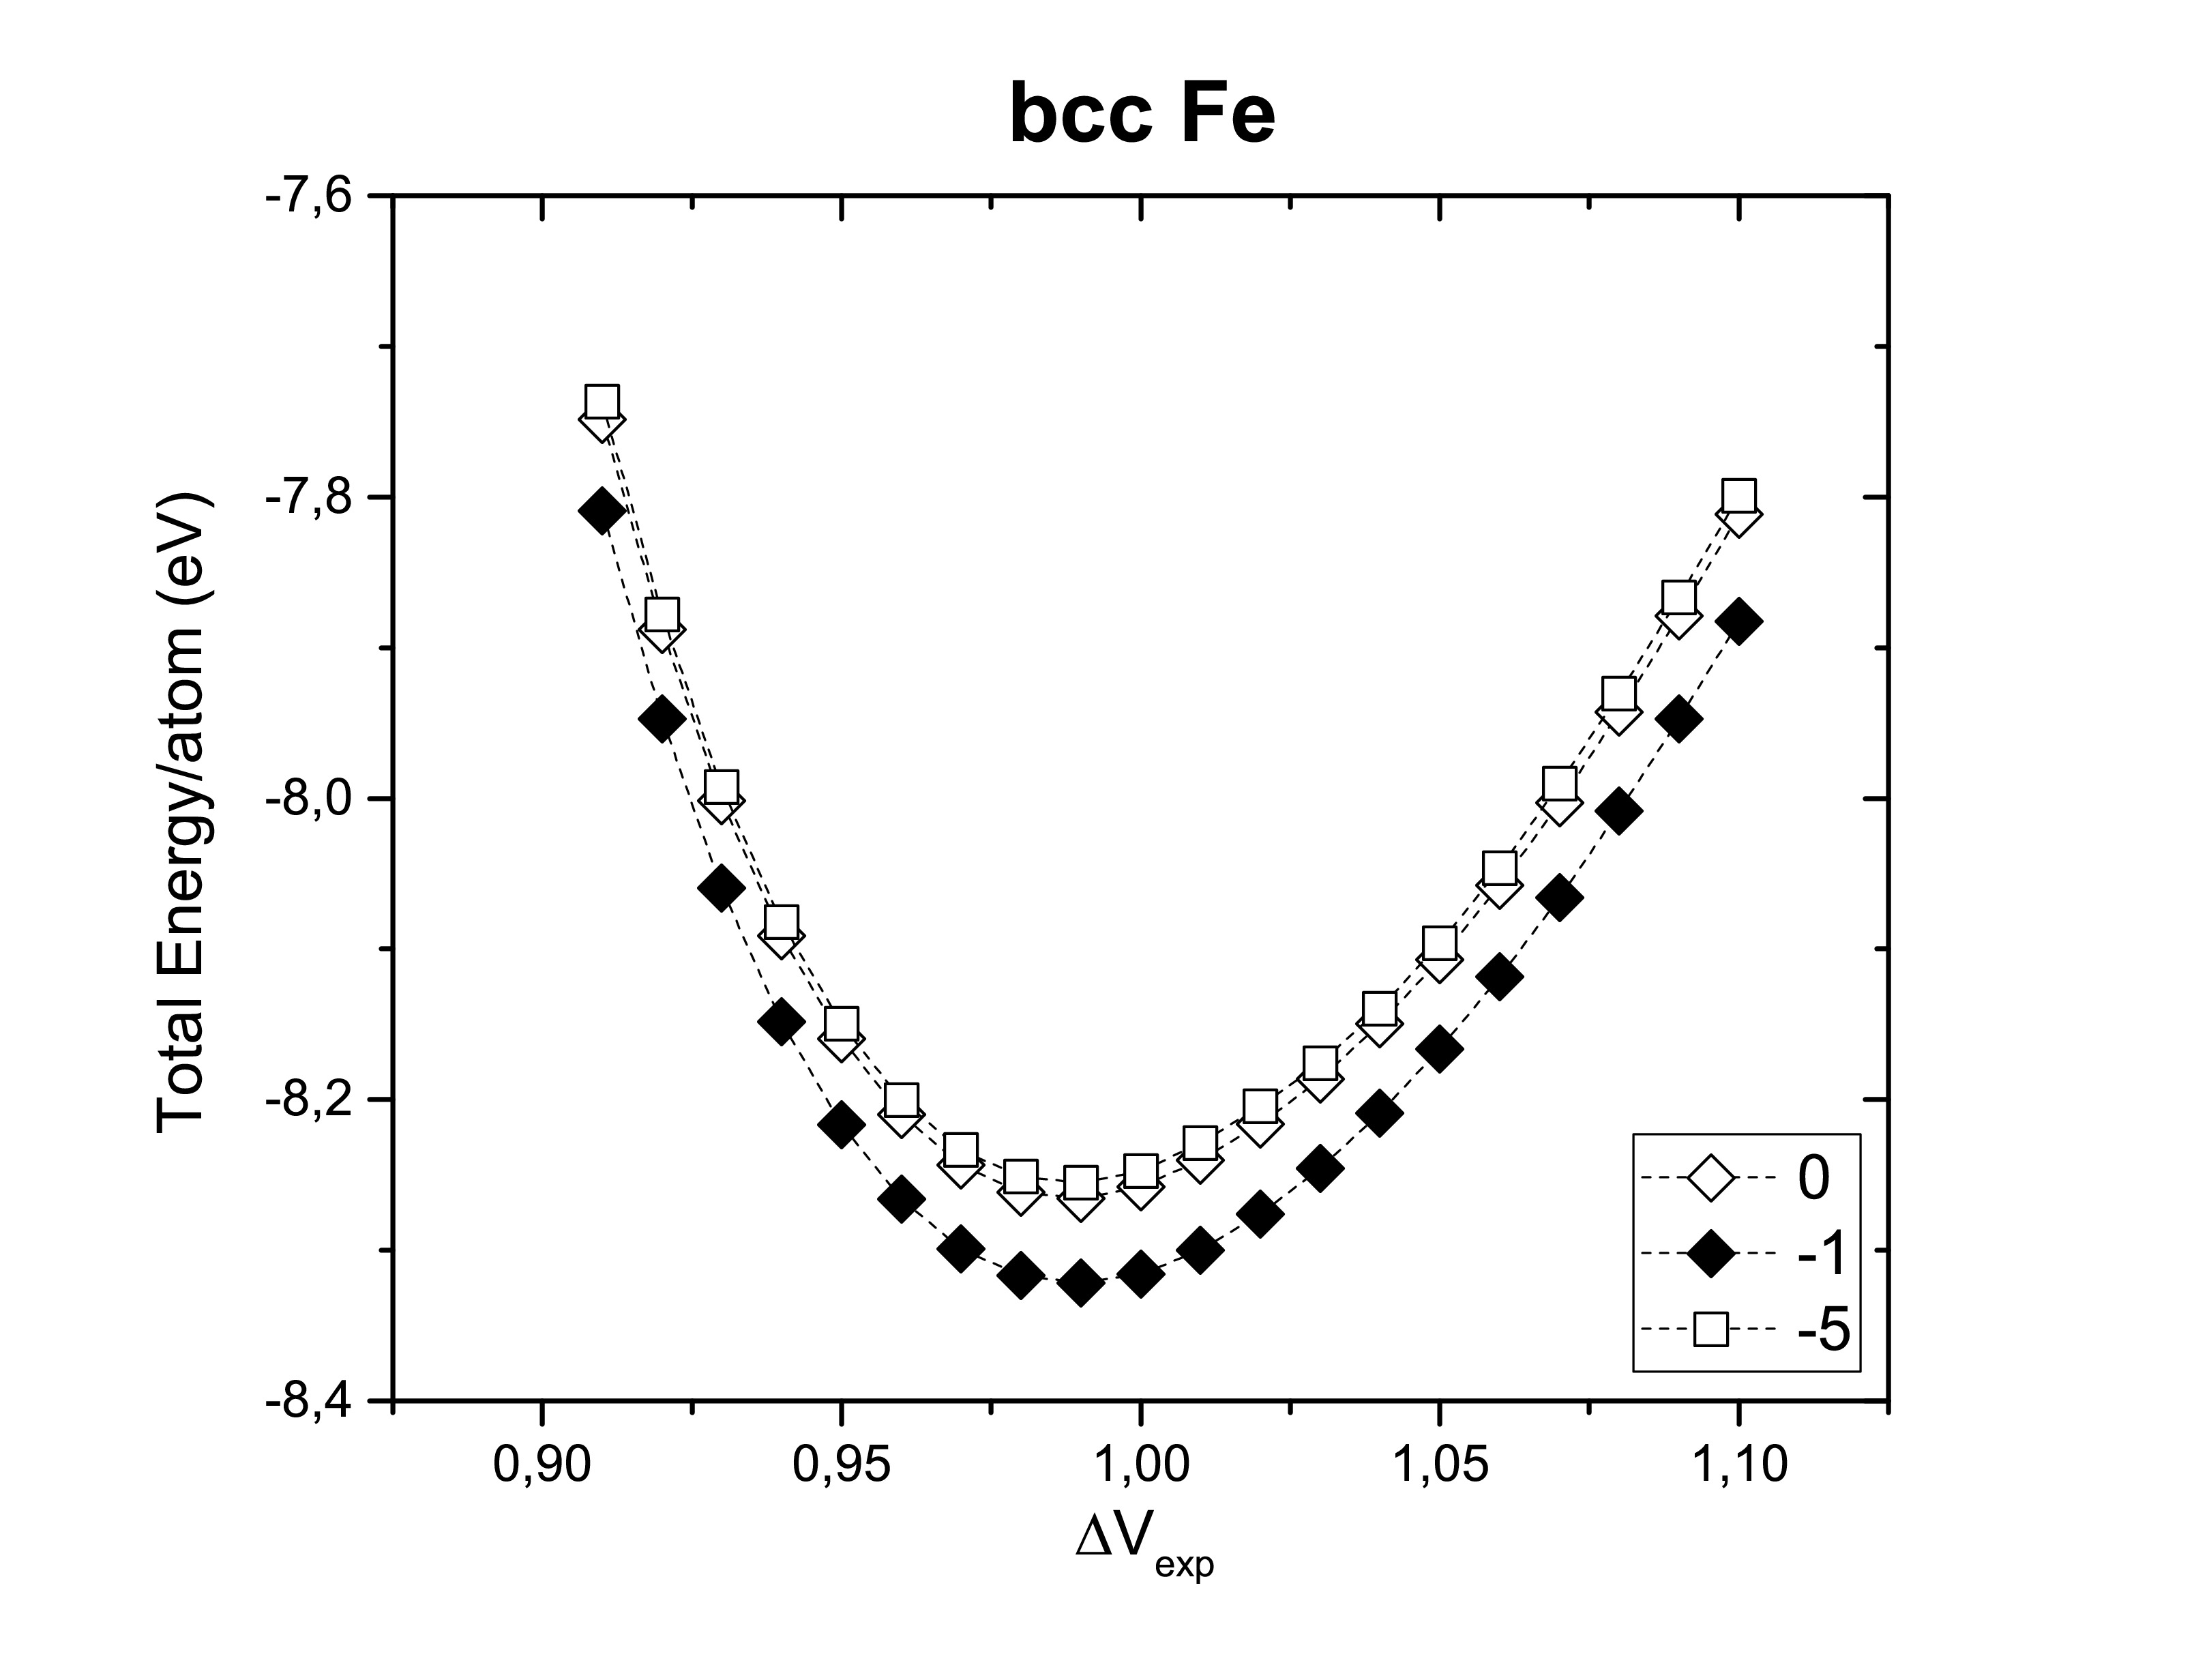 bcc Fe
-7,6
-7,8
-8,0
-8,2
-8,4
Total Energy/atom (eV)
0
-1
-5
0,90 0,95 1,00 1,05 1,10
ΔVexp